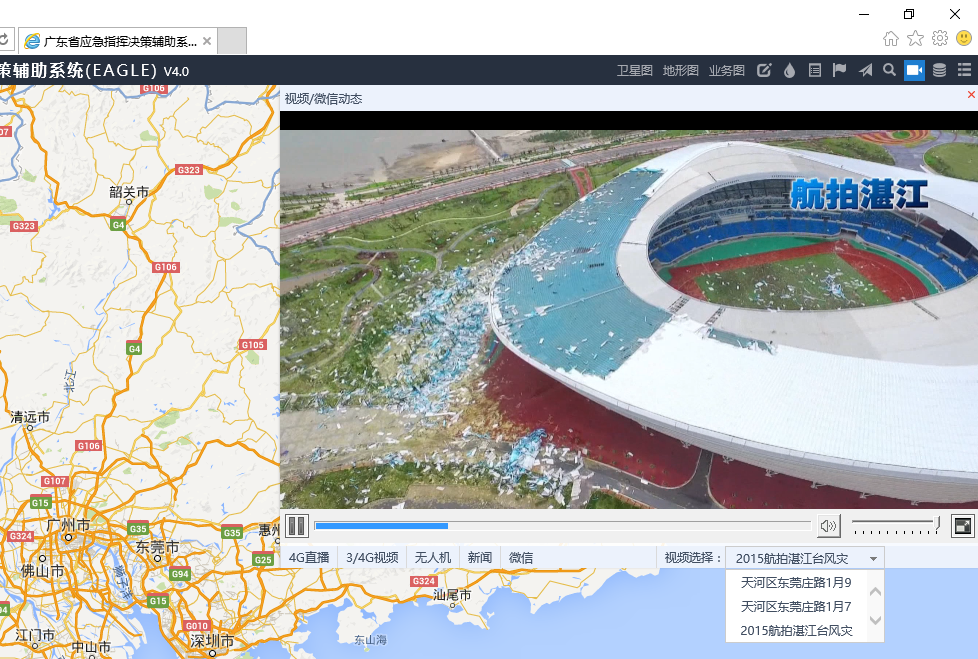 广东省应急指挥决策辅助系...
策辅助系统(EAGLE) V4.0
卫星图 地形图 业务图
视频/微信动态
航拍湛江
G106
07
G323
韶关市
G323
G4
G106
G4
G105
北江
清远市
G106
G107
G15
广州市
G35
G35
惠州
G324
东莞市
G25
佛山市
狮子洋
G94
G15
04
G010
江门市
深圳市
中山市
4G直播 3/4G视频 无人机 新闻 微信
视频选择： 2015航拍湛江台风灾
天河区东莞庄路1月9
天河区东莞庄路1月7
2015航拍湛江台风灾
G324
汕尾市
东山海